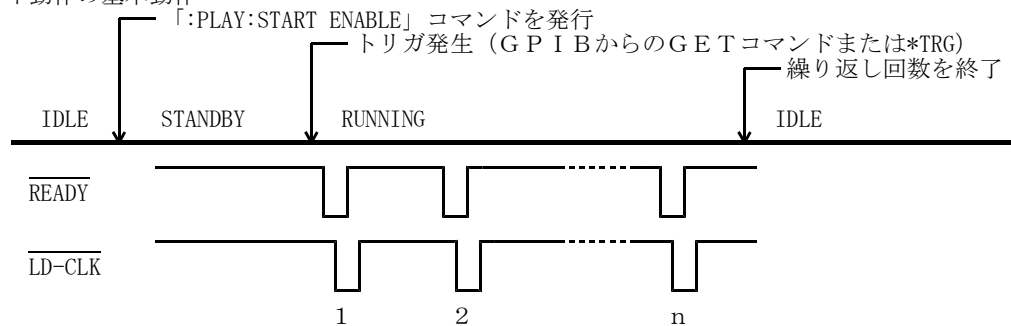 「:PLAY:START ENABLE」コマンドを発行
トリガ発生（ＧＰＩＢからのＧＥＴコマンドまたは*TRG）
繰り返し回数を終了
IDLE STANDBY RUNNING IDLE
READY
LD-CLK
１ ２ ｎ